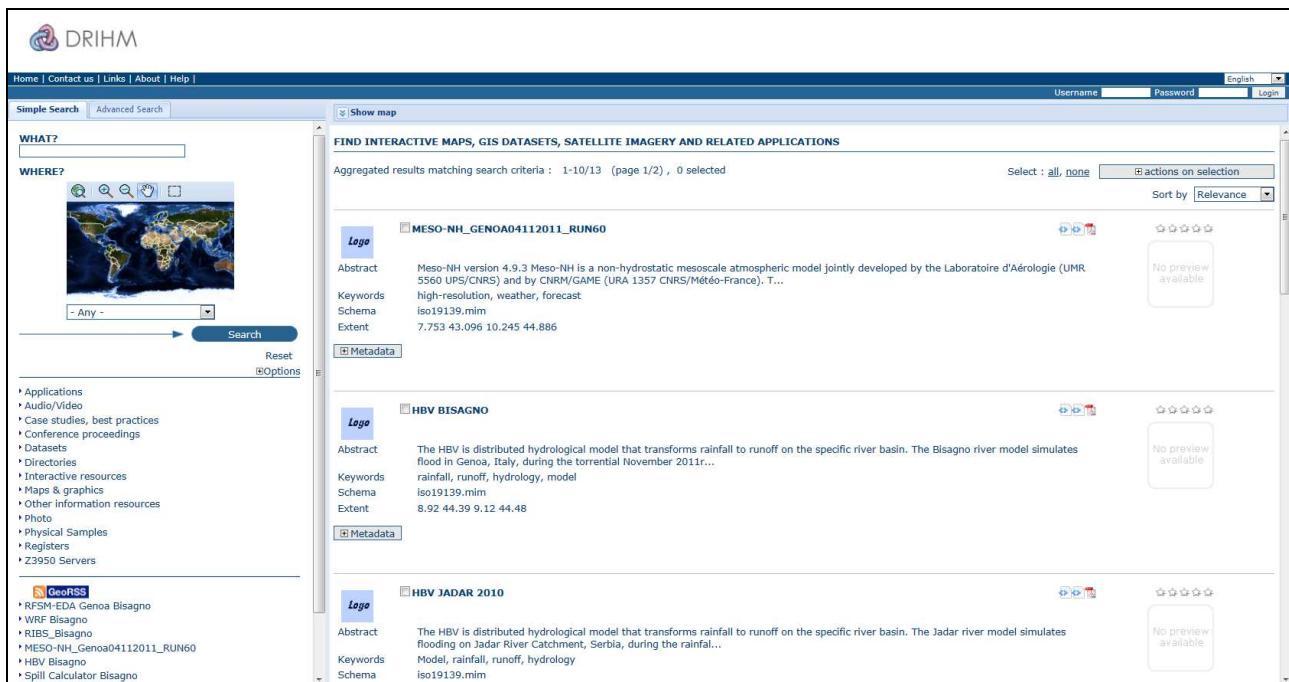 DRIHM
Home | Contact us | Links | About | Help |
English
Username Password Login
Simple Search Advanced Search
WHAT?
WHERE?
- Any -
Search
Reset
Options
Applications
Audio/Video
Case studies, best practices
Conference proceedings
Datasets
Directories
Interactive resources
Maps & graphics
Other information resources
Photo
Physical Samples
Registers
Z3950 Servers
GeoRSS
RFSM-EDA Genoa Bisagno
WRF Bisagno
RIBS_Bisagno
MESO-NH_Genoa04112011_RUN60
HBV Bisagno
Spill Calculator Bisagno
Show map
FIND INTERACTIVE MAPS, GIS DATASETS, SATELLITE IMAGERY AND RELATED APPLICATIONS
Aggregated results matching search criteria : 1-10/13 (page 1/2) , 0 selected
Select : all, none actions on selection
Sort by Relevance
Logo
MESO-NH_GENOA04112011_RUN60
Abstract Meso-NH version 4.9.3 Meso-NH is a non-hydrostatic mesoscale atmospheric model jointly developed by the Laboratoire d'Aérologie (UMR
5560 UPS/CNRS) and by CNRM/GAME (URA 1357 CNRS/Météo-France). T...
Keywords high-resolution, weather, forecast
Schema iso19139.mim
Extent 7.753 43.096 10.245 44.886
Metadata
No preview
available
Logo
HBV BISAGNO
Abstract The HBV is distributed hydrological model that transforms rainfall to runoff on the specific river basin. The Bisagno river model simulates
flood in Genoa, Italy, during the torrential November 2011r...
Keywords rainfall, runoff, hydrology, model
Schema iso19139.mim
Extent 8.92 44.39 9.12 44.48
Metadata
No preview
available
Logo
HBV JADAR 2010
Abstract The HBV is distributed hydrological model that transforms rainfall to runoff on the specific river basin. The Jadar river model simulates
flooding on Jadar River Catchment, Serbia, during the rainfal...
Keywords Model, rainfall, runoff, hydrology
Schema iso19139.mim
No preview
available